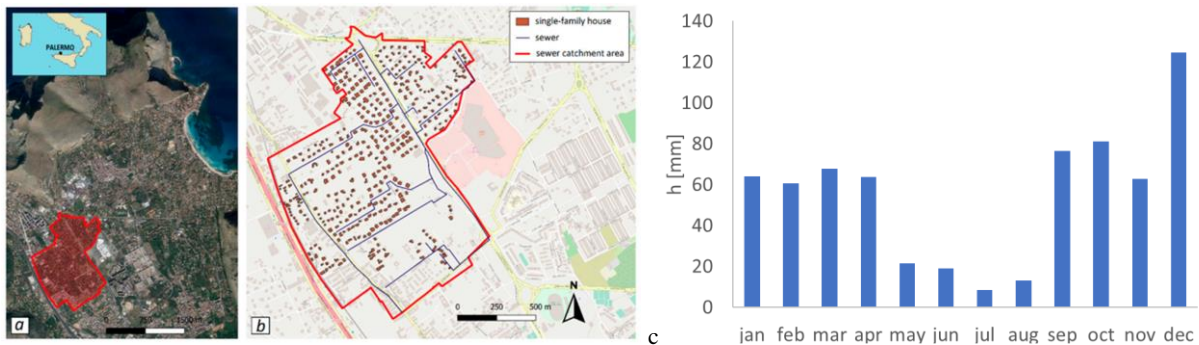 PALERMO
0 750 1500 m
a
single-family house
sewer
sewer catchment area
N
0 250 500 m
b
c
h [mm]
140
120
100
80
60
40
20
0
jan feb mar apr may jun jul aug sep oct nov dec